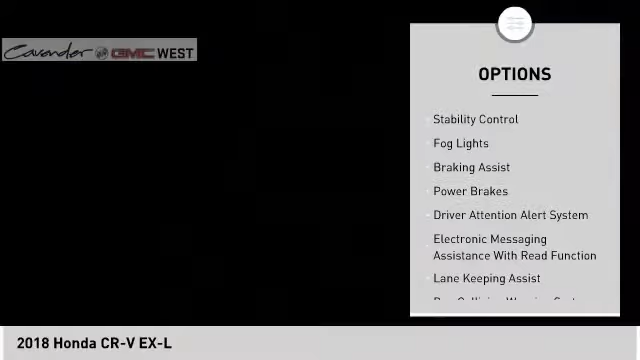 Cavender GMC WEST
OPTIONS
Stability Control
Fog Lights
Braking Assist
Power Brakes
Driver Attention Alert System
Electronic Messaging
Assistance With Read Function
Lane Keeping Assist
2018 Honda CR-V EX-L